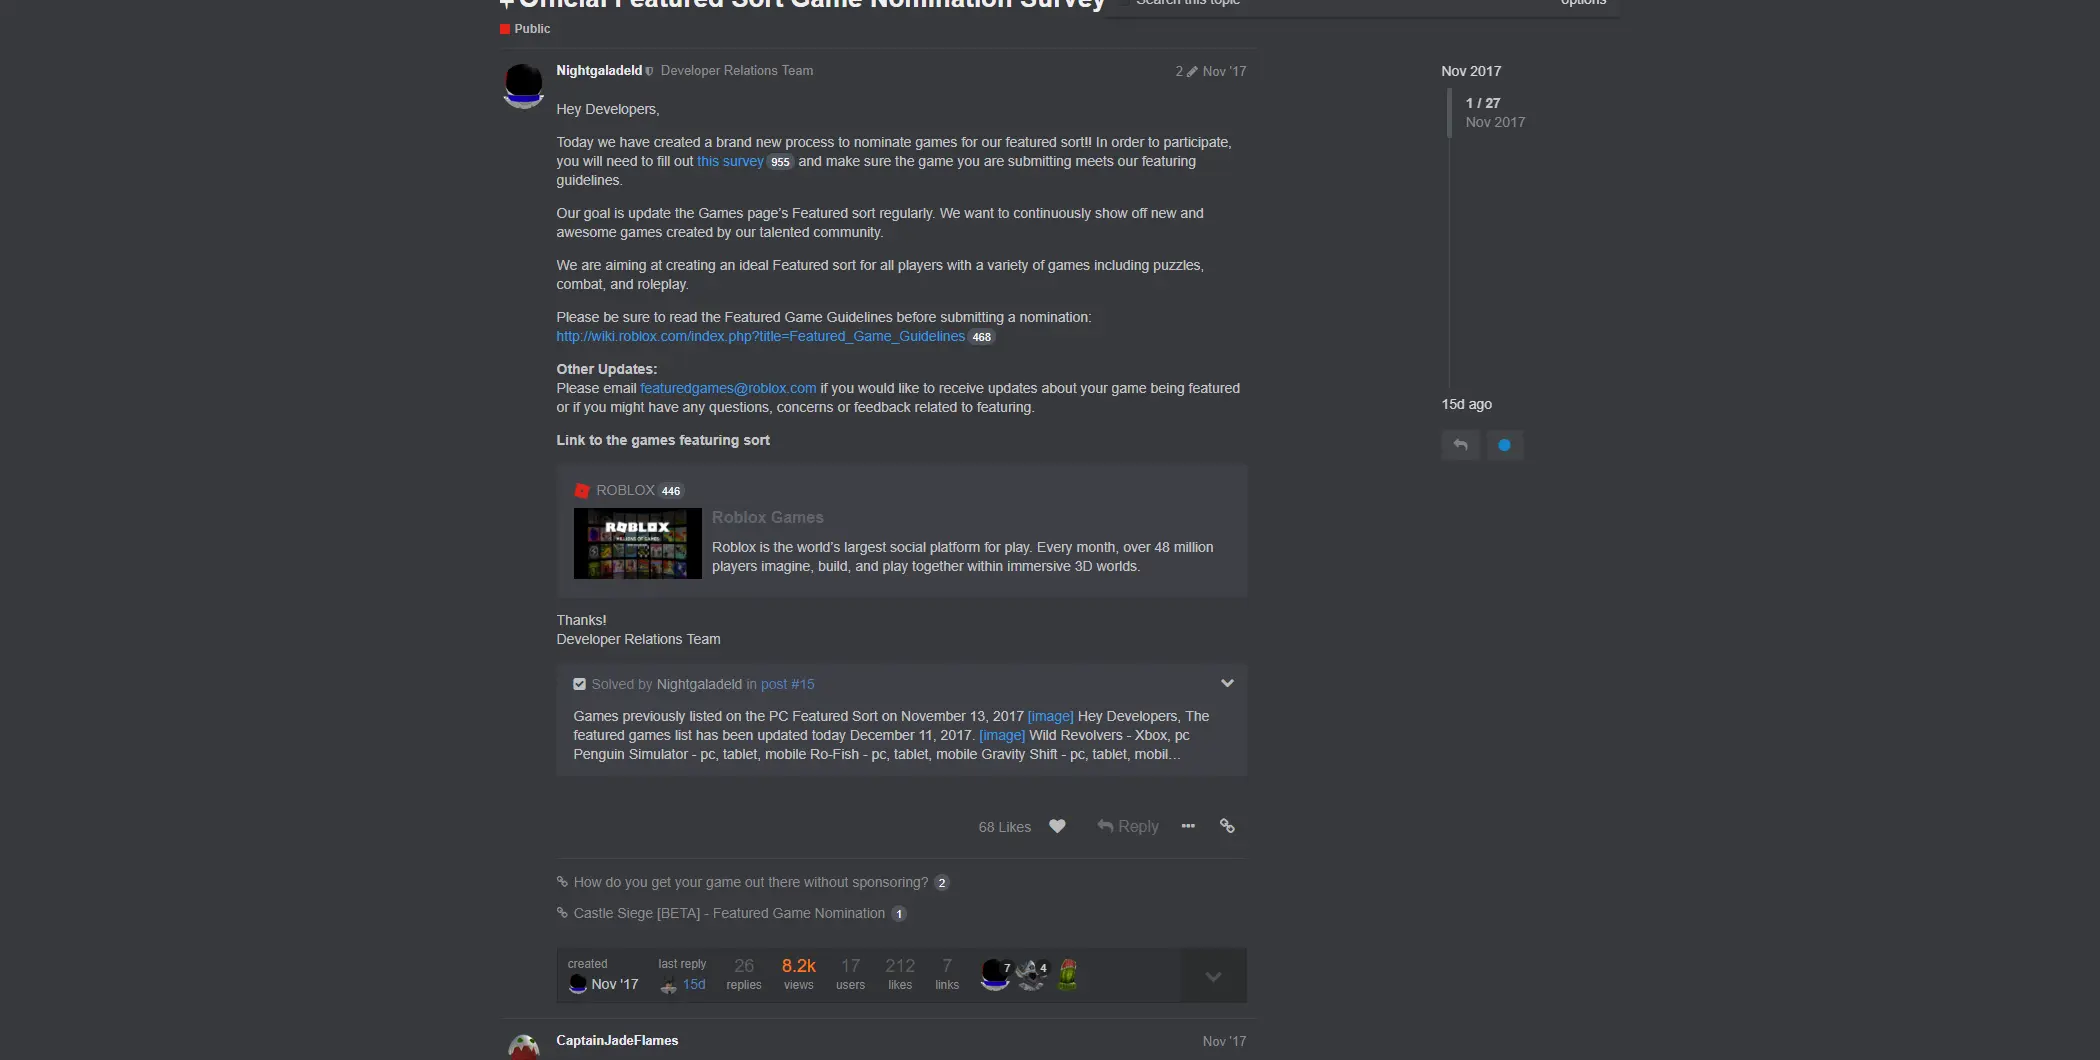 Official Featured Sort Game Nomination Survey
Search this topic
options
Public
Nightgaladeld Developer Relations Team
2 Nov '17
Hey Developers,
Today we have created a brand new process to nominate games for our featured sort!! In order to participate,
you will need to fill out this survey 955 and make sure the game you are submitting meets our featuring
guidelines.
Our goal is update the Games page’s Featured sort regularly. We want to continuously show off new and
awesome games created by our talented community.
We are aiming at creating an ideal Featured sort for all players with a variety of games including puzzles,
combat, and roleplay.
Please be sure to read the Featured Game Guidelines before submitting a nomination:
http://wiki.roblox.com/index.php?title=Featured_Game_Guidelines 468
Other Updates:
Please email featuredgames@roblox.com if you would like to receive updates about your game being featured
or if you might have any questions, concerns or feedback related to featuring.
Link to the games featuring sort
ROBLOX 446
ROBLOX
MILLIONS OF GAMES
Roblox Games
Roblox is the world’s largest social platform for play. Every month, over 48 million
players imagine, build, and play together within immersive 3D worlds.
Thanks!
Developer Relations Team
Solved by Nightgaladeld in post #15
Games previously listed on the PC Featured Sort on November 13, 2017 [image] Hey Developers, The
featured games list has been updated today December 11, 2017. [image] Wild Revolvers - Xbox, pc
Penguin Simulator - pc, tablet, mobile Ro-Fish - pc, tablet, mobile Gravity Shift - pc, tablet, mobil…
68 Likes
Reply
How do you get your game out there without sponsoring? 2
Castle Siege [BETA] - Featured Game Nomination 1
created
Nov '17
last reply
15d
26
replies
8.2k
views
17
users
212
likes
7
links
7
4
CaptainJadeFlames
Nov '17
Nov 2017
1 / 27
Nov 2017
15d ago